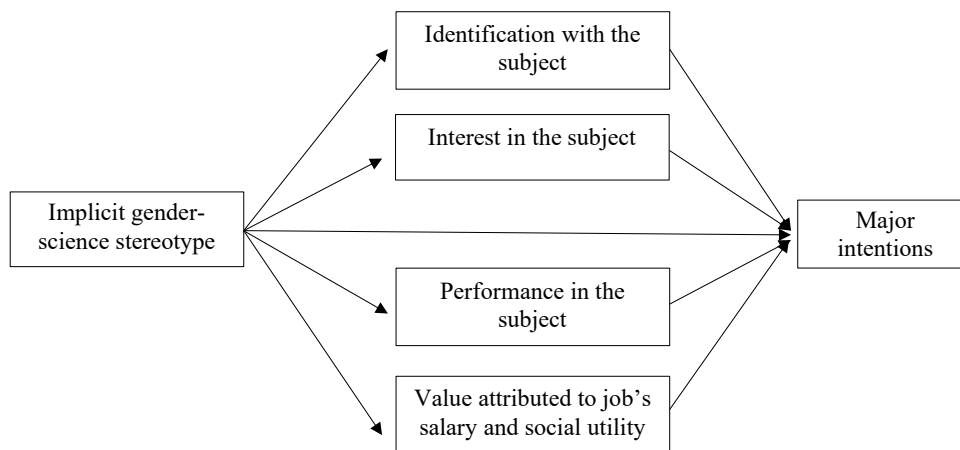 Identification with the
subject
Interest in the subject
Implicit gender-
science stereotype
Major
intentions
Performance in the
subject
Value attributed to job’s
salary and social utility